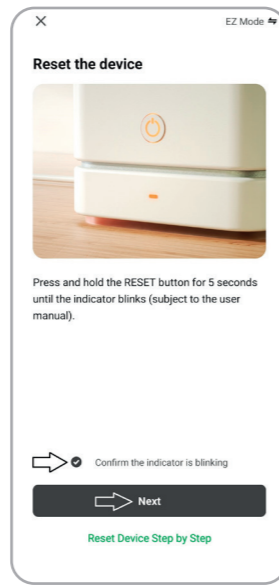 EZ Mode
Reset the device
Press and hold the RESET button for 5 seconds
until the indicator blinks (subject to the user
manual).
Confirm the indicator is blinking
Next
Reset Device Step by Step